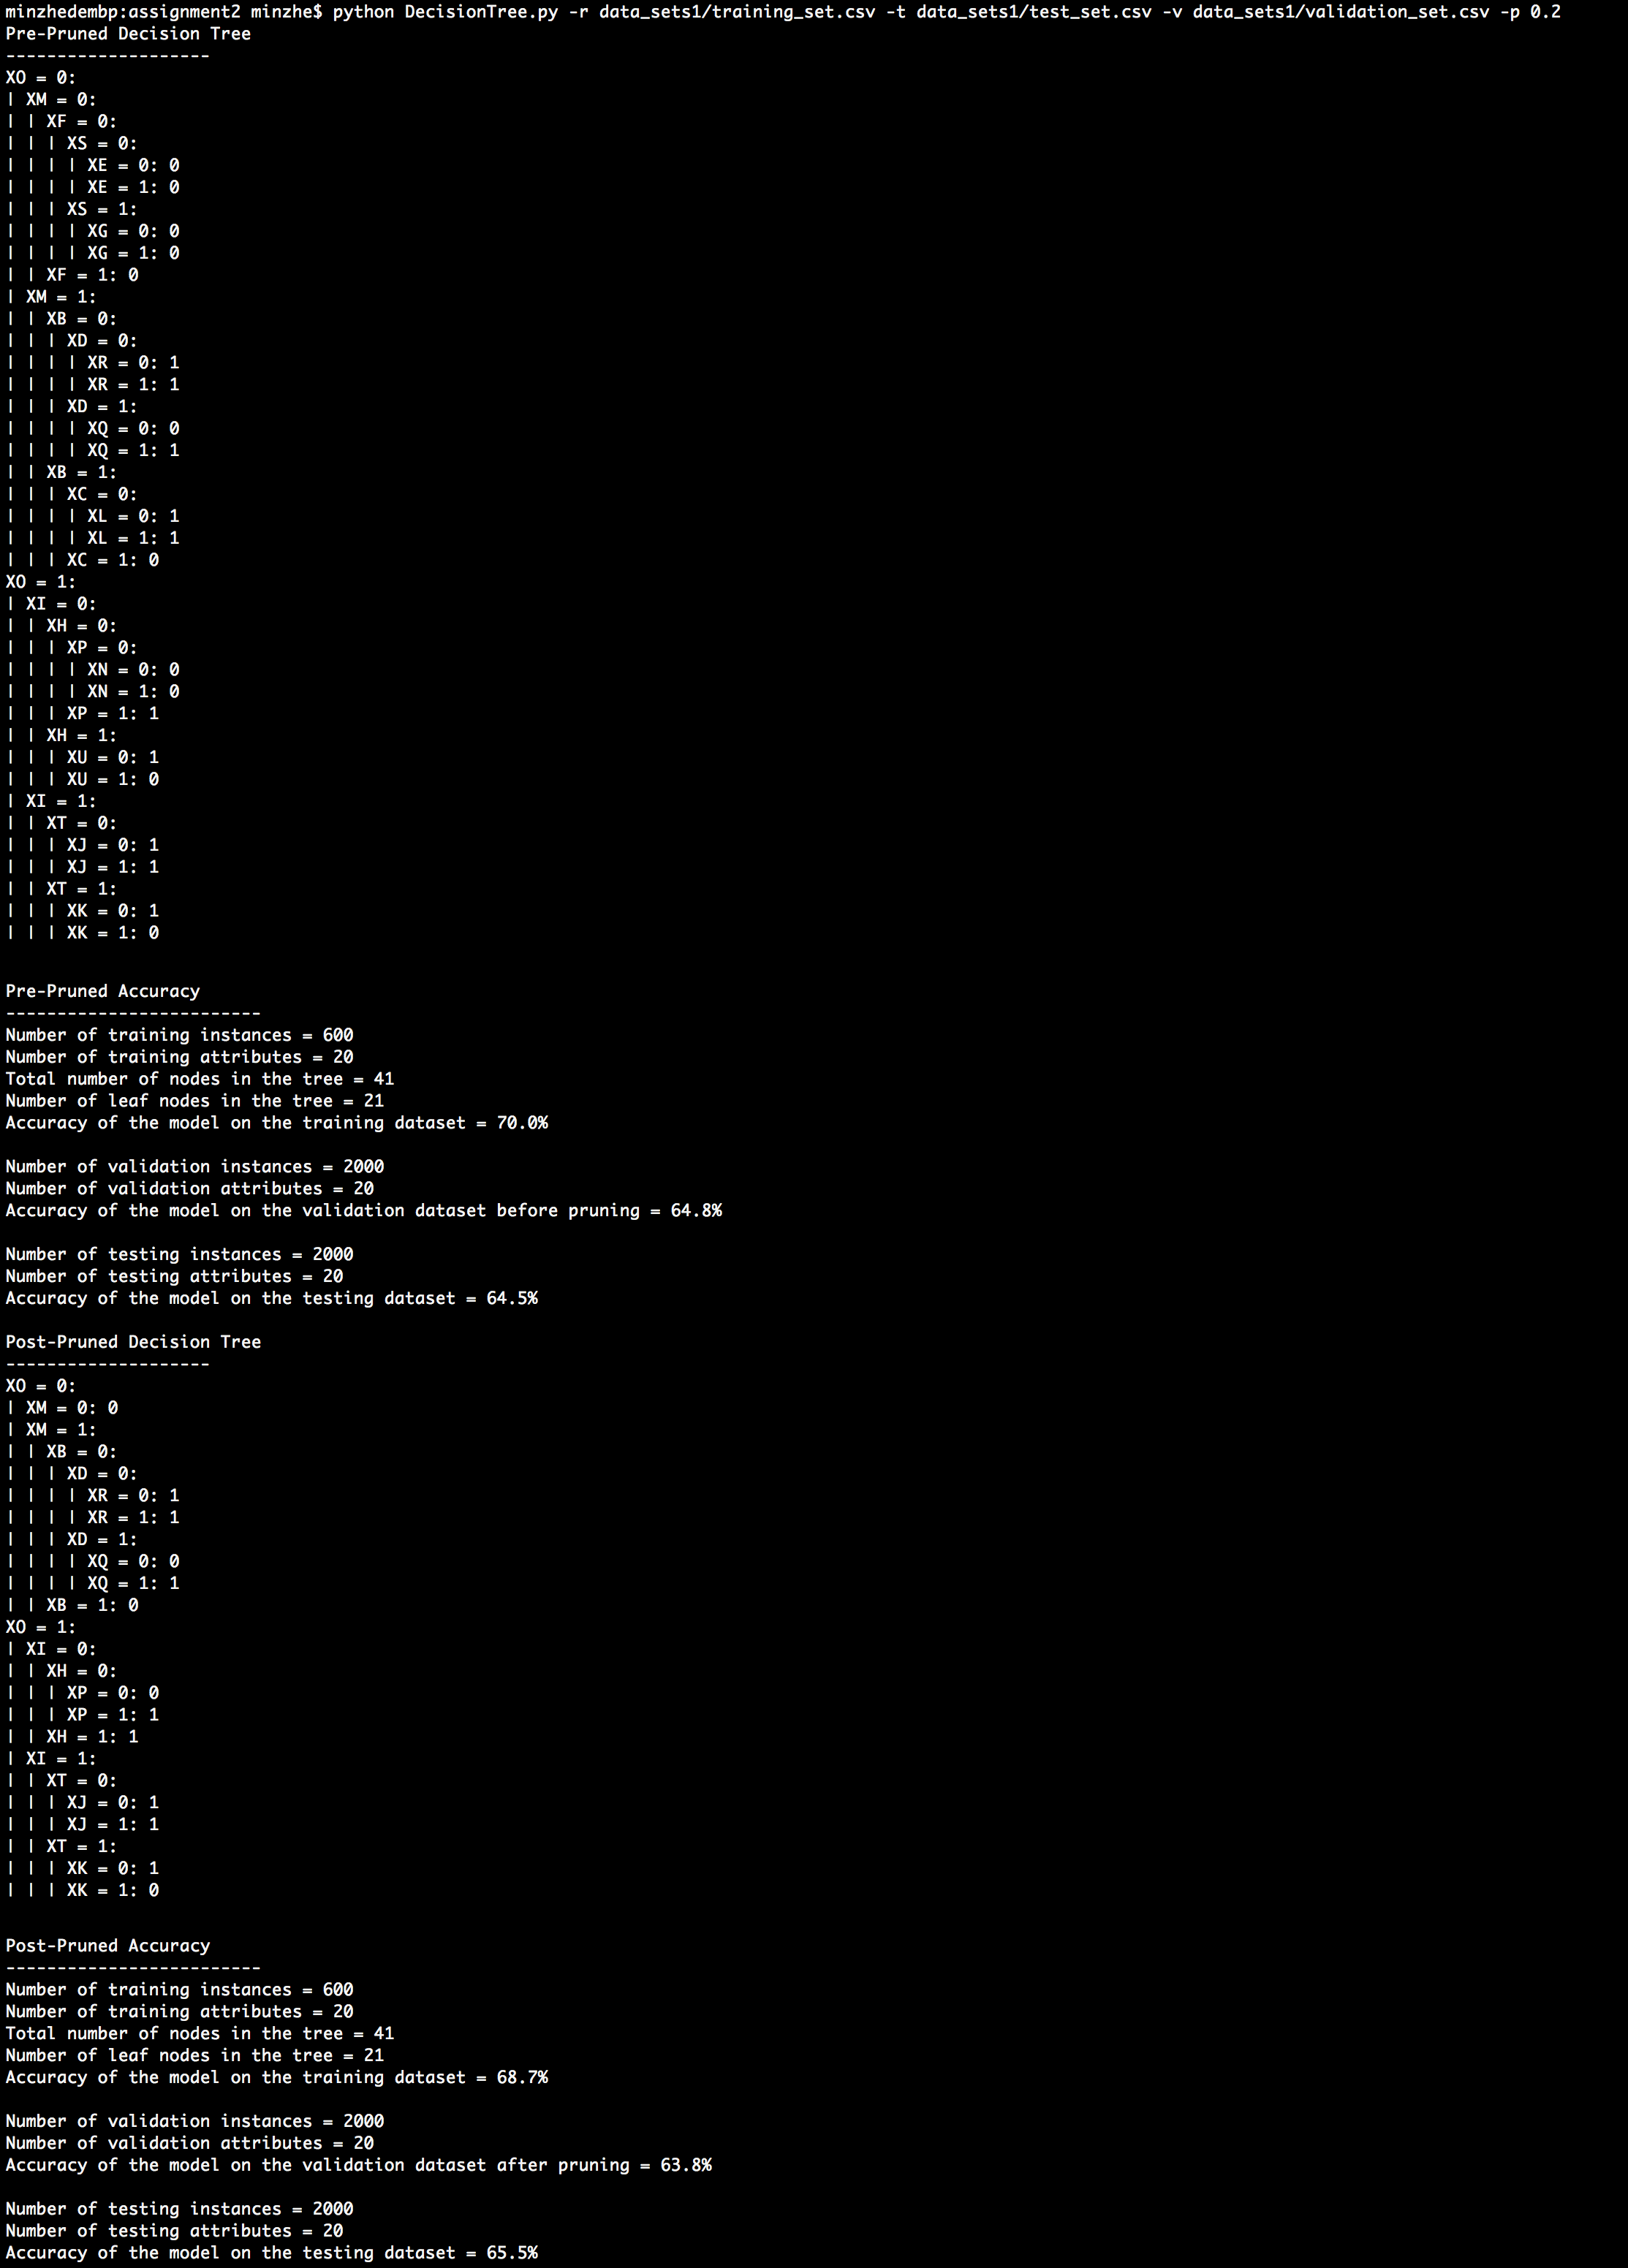 minzhedembp:assignment2 minzhe$ python DecisionTree.py -r data_sets1/training_set.csv -t data_sets1/test_set.csv -v data_sets1/validation_set.csv -p 0.2
Pre-Pruned Decision Tree
--------------------
XO = 0:
| XM = 0:
| | XF = 0:
| | | XS = 0:
| | | | XE = 0: 0
| | | | XE = 1: 0
| | | XS = 1:
| | | | XG = 0: 0
| | | | XG = 1: 0
| | XF = 1: 0
| XM = 1:
| | XB = 0:
| | | XD = 0:
| | | | XR = 0: 1
| | | | XR = 1: 1
| | | XD = 1:
| | | | XQ = 0: 0
| | | | XQ = 1: 1
| | XB = 1:
| | | XC = 0:
| | | | XL = 0: 1
| | | | XL = 1: 1
| | | XC = 1: 0
XO = 1:
| XI = 0:
| | XH = 0:
| | | XP = 0:
| | | | XN = 0: 0
| | | | XN = 1: 0
| | | XP = 1: 1
| | XH = 1:
| | | XU = 0: 1
| | | XU = 1: 0
| XI = 1:
| | XT = 0:
| | | XJ = 0: 1
| | | XJ = 1: 1
| | XT = 1:
| | | XK = 0: 1
| | | XK = 1: 0
Pre-Pruned Accuracy
-------------------------
Number of training instances = 600
Number of training attributes = 20
Total number of nodes in the tree = 41
Number of leaf nodes in the tree = 21
Accuracy of the model on the training dataset = 70.0%
Number of validation instances = 2000
Number of validation attributes = 20
Accuracy of the model on the validation dataset before pruning = 64.8%
Number of testing instances = 2000
Number of testing attributes = 20
Accuracy of the model on the testing dataset = 64.5%
Post-Pruned Decision Tree
--------------------
XO = 0:
| XM = 0: 0
| XM = 1:
| | XB = 0:
| | | XD = 0:
| | | | XR = 0: 1
| | | | XR = 1: 1
| | | XD = 1:
| | | | XQ = 0: 0
| | | | XQ = 1: 1
| | XB = 1: 0
XO = 1:
| XI = 0:
| | XH = 0:
| | | XP = 0: 0
| | | XP = 1: 1
| | XH = 1: 1
| XI = 1:
| | XT = 0:
| | | XJ = 0: 1
| | | XJ = 1: 1
| | XT = 1:
| | | XK = 0: 1
| | | XK = 1: 0
Post-Pruned Accuracy
-------------------------
Number of training instances = 600
Number of training attributes = 20
Total number of nodes in the tree = 41
Number of leaf nodes in the tree = 21
Accuracy of the model on the training dataset = 68.7%
Number of validation instances = 2000
Number of validation attributes = 20
Accuracy of the model on the validation dataset after pruning = 63.8%
Number of testing instances = 2000
Number of testing attributes = 20
Accuracy of the model on the testing dataset = 65.5%